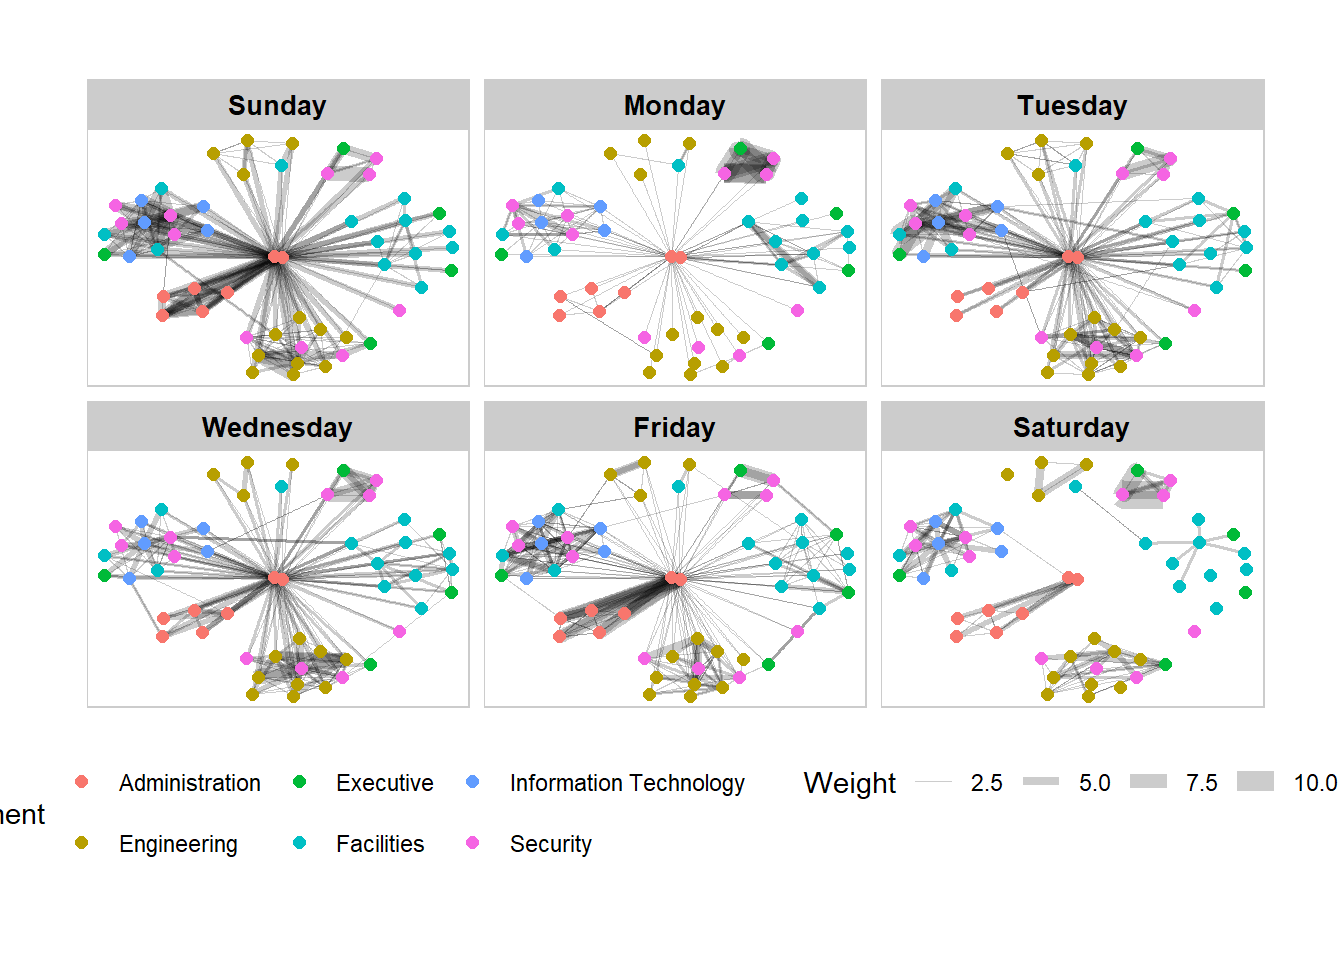 Sunday Monday Tuesday
Wednesday Friday Saturday
Administration Executive Information Technology Weight 2.5 5.0 7.5 10.0
Engineering Facilities Security